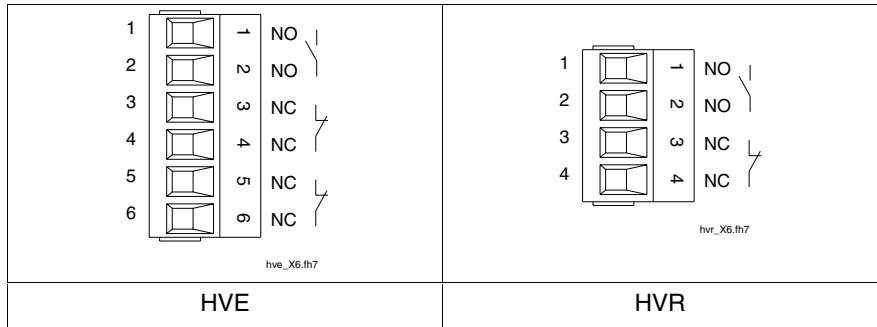 1 1 NO
2 2 NO
3 3 NC
4 4 NC
5 5 NC
6 6 NC
hve_X6.fh7
HVE
1 1 NO
2 2 NO
3 3 NC
4 4 NC
hvr_X6.fh7
HVR